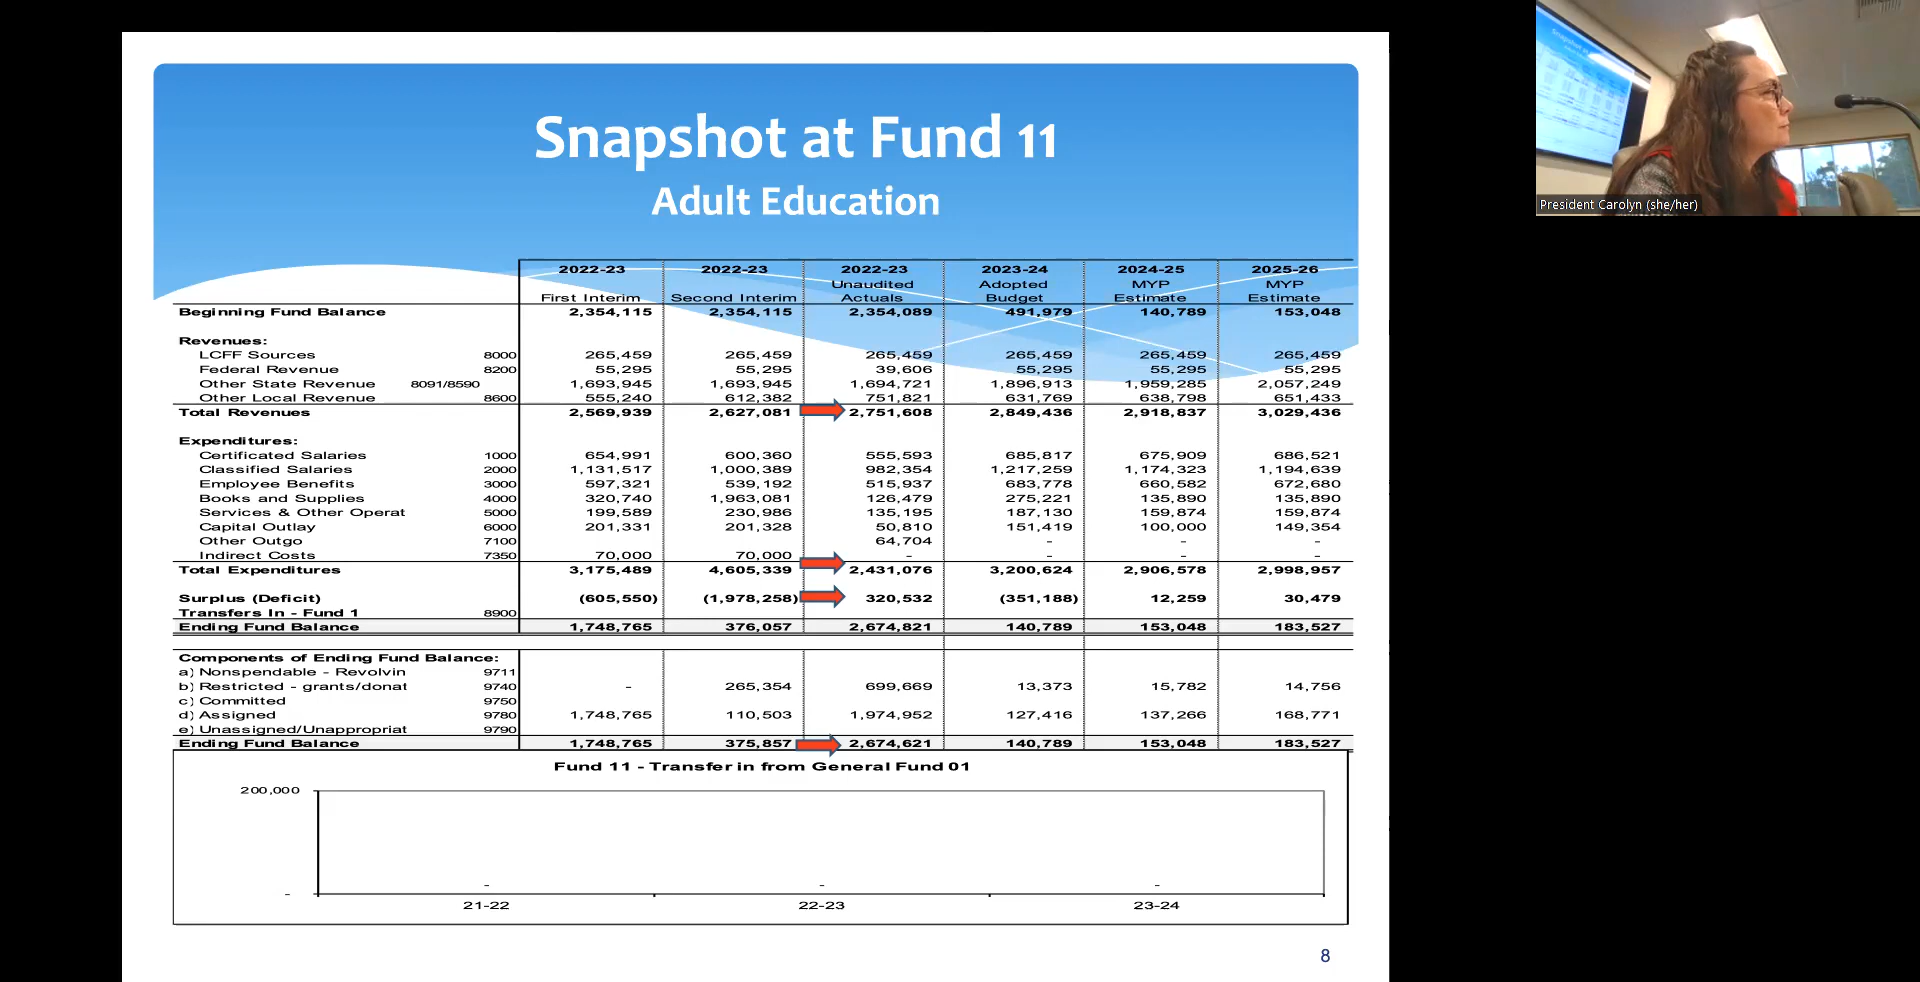 Snapshot at Fund 11
Adult Education
2022-23 2022-23 2022-23 2023-24 2024-25 2025-26
Unaudited Adopted MYP MYP
First Interim Second Interim Actuals Budget Estimate Estimate
Beginning Fund Balance 2,354,115 2,354,115 2,354,089 491,979 140,789 153,048
Revenues:
LCFF Sources 8000 265,459 265,459 265,459 265,459 265,459 265,459
Federal Revenue 8200 55,295 55,295 39,606 55,295 55,295 55,295
Other State Revenue 8091/8590 1,693,945 1,693,945 1,694,721 1,896,913 1,959,285 2,057,249
Other Local Revenue 8600 555,240 612,382 751,821 631,769 638,798 651,433
Total Revenues 2,569,939 2,627,081 2,751,608 2,849,436 2,918,837 3,029,436
Expenditures:
Certificated Salaries 1000 654,991 600,360 555,593 685,817 675,909 686,521
Classified Salaries 2000 1,131,517 1,000,389 982,354 1,217,259 1,174,323 1,194,639
Employee Benefits 3000 597,321 539,192 515,937 683,778 660,582 672,680
Books and Supplies 4000 320,740 1,963,081 126,479 275,221 135,890 135,890
Services & Other Operat 5000 199,589 230,986 135,195 187,130 159,874 159,874
Capital Outlay 6000 201,331 201,328 50,810 151,419 100,000 149,354
Other Outgo 7100 64,704 - - -
Indirect Costs 7350 70,000 70,000 - - - -
Total Expenditures 3,175,489 4,605,339 2,431,076 3,200,624 2,906,578 2,998,957
Surplus (Deficit) (605,550) (1,978,258) 320,532 (351,188) 12,259 30,479
Transfers In - Fund 1 8900
Ending Fund Balance 1,748,765 376,057 2,674,821 140,789 153,048 183,527
Components of Ending Fund Balance:
a) Nonspendable - Revolvin 9711
b) Restricted - grants/donat 9740 - 265,354 699,669 13,373 15,782 14,756
c) Committed 9750
d) Assigned 9780 1,748,765 110,503 1,974,952 127,416 137,266 168,771
e) Unassigned/Unappropriat 9790
Ending Fund Balance 1,748,765 375,857 2,674,621 140,789 153,048 183,527
Fund 11 - Transfer in from General Fund 01
200,000
- - -
-
21-22 22-23 23-24
8
President Carolyn (she/her)